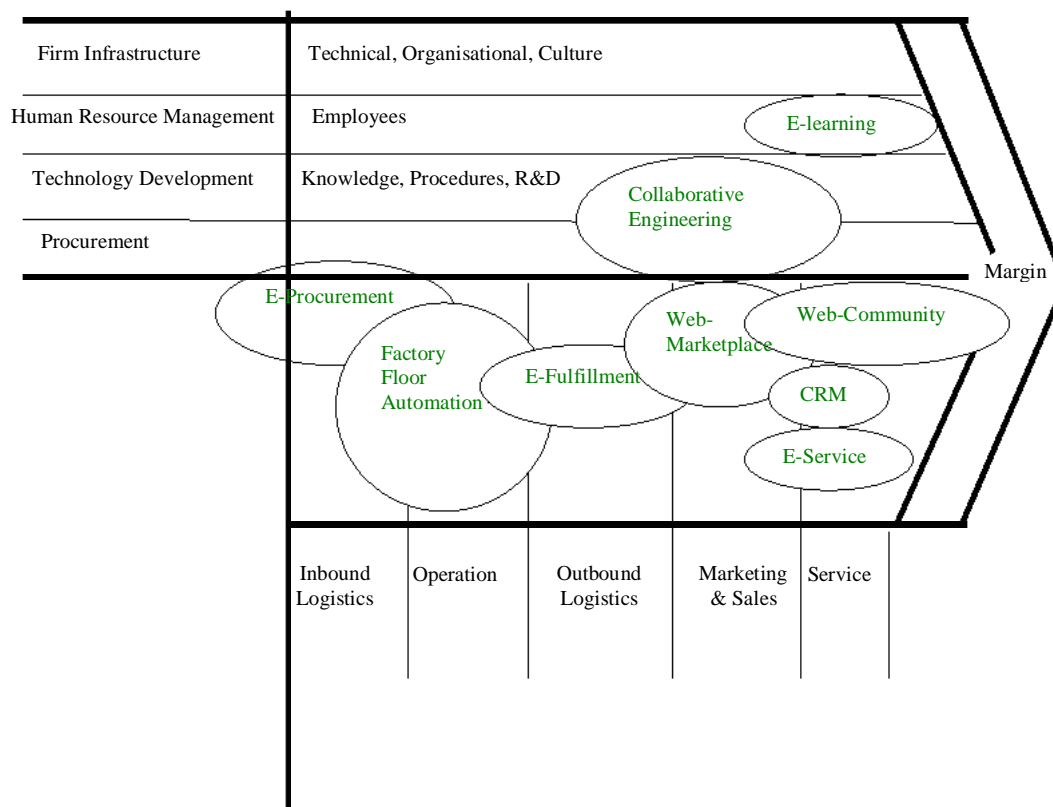 Firm Infrastructure
Technical, Organisational, Culture
Human Resource Management
Employees
E-learning
Technology Development
Knowledge, Procedures, R&D
Collaborative
Engineering
Procurement
Margin
E-Procurement
Factory
Floor
Automation
E-Fulfillment
Web-
Marketplace
Web-Community
CRM
E-Service
Inbound
Logistics
Operation
Outbound
Logistics
Marketing
& Sales
Service